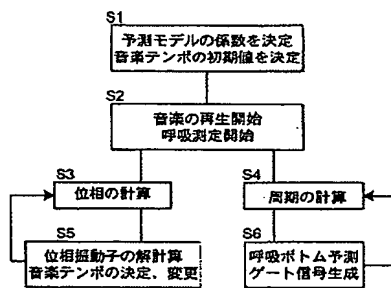 S1
予測モデルの係数を決定
音楽テンポの初期値を決定
S2
音楽の再生開始
呼吸測定開始
S3
位相の計算
S4
周期の計算
S5
位相振動子の解計算
音楽テンポの決定、変更
S6
呼吸ボトム予測
ゲート信号生成